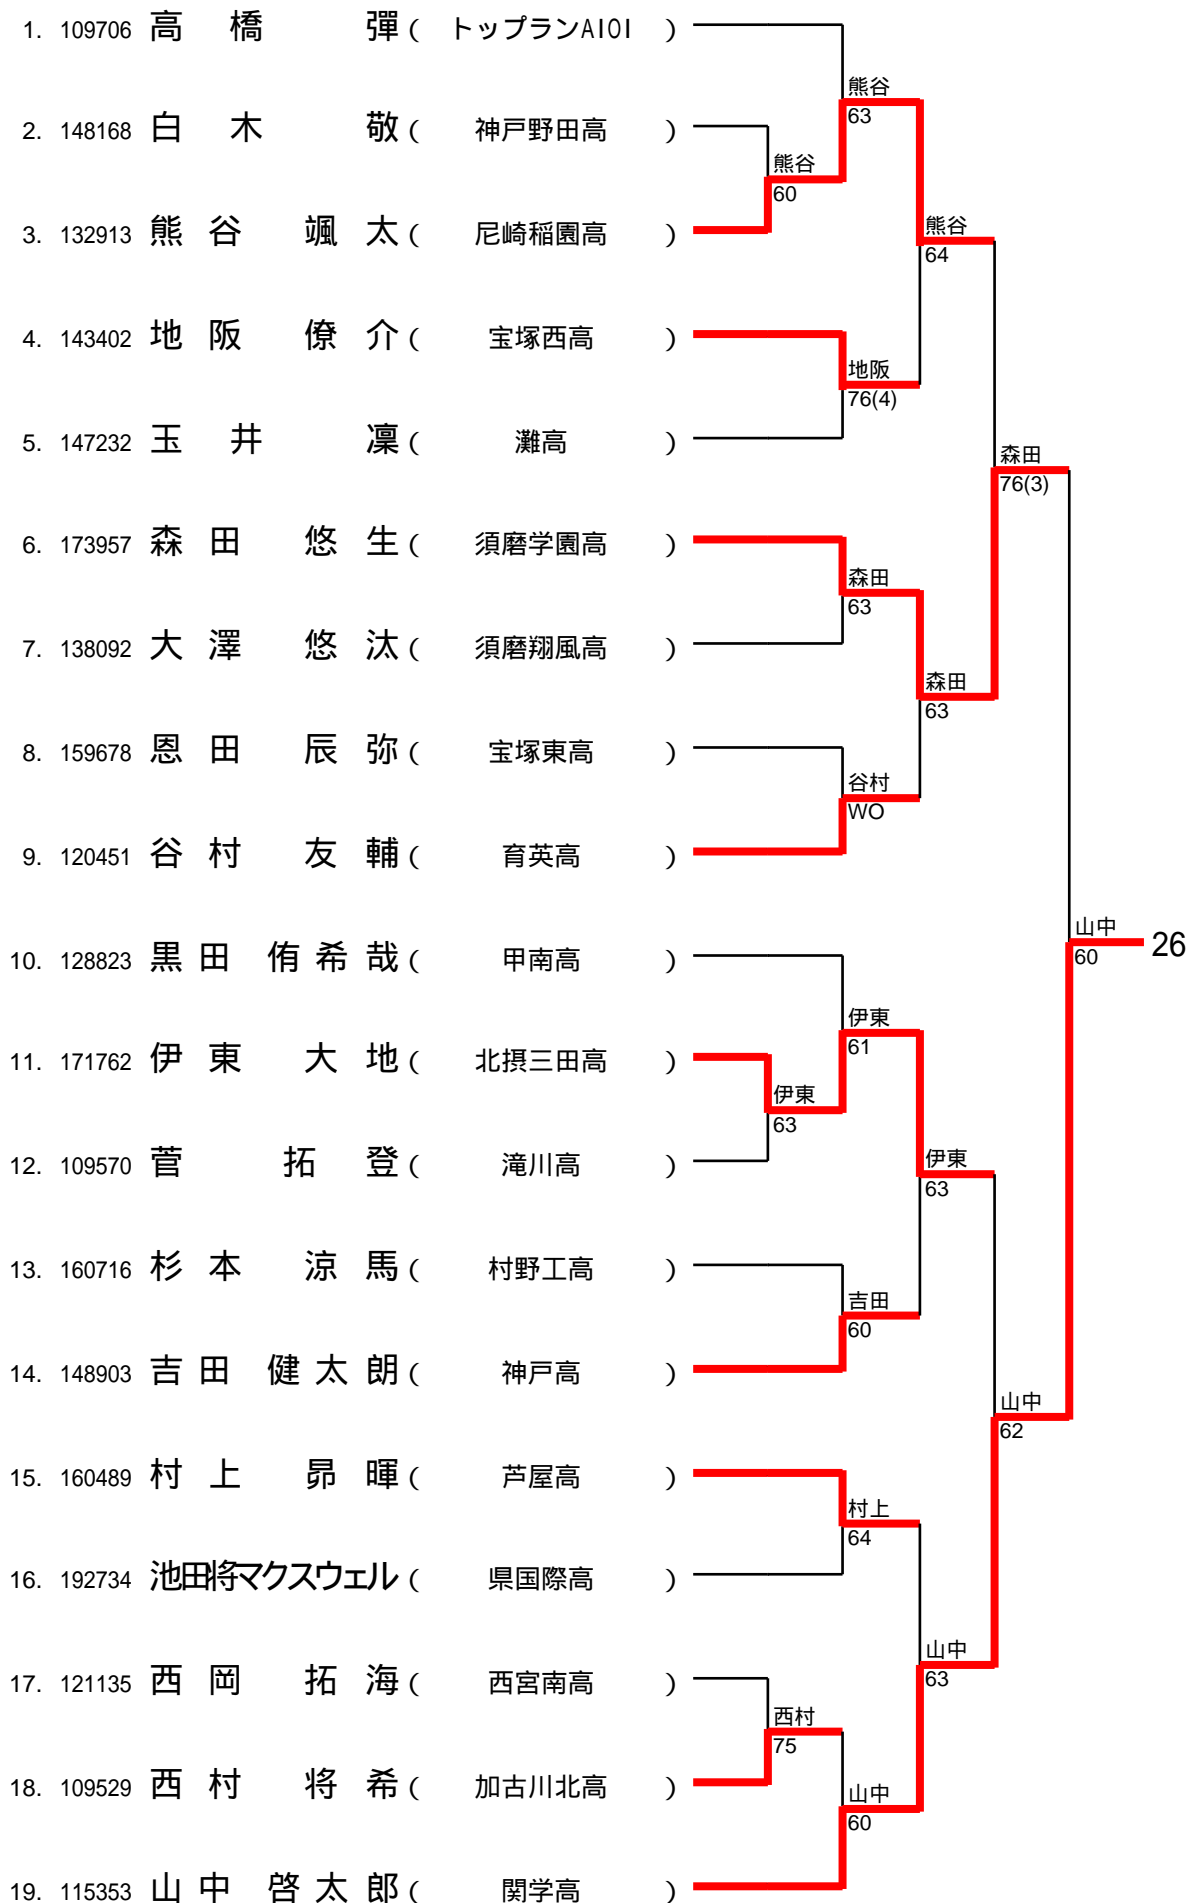 1. 109706 高橋 彈 ( トップランAIOI )
熊谷
63
2. 148168 白木 敬 ( 神戸野田高 )
熊谷
60
3. 132913 熊谷 颯太 ( 尼崎稲園高 )
熊谷
64
4. 143402 地阪 僚介 ( 宝塚西高 )
地阪
76(4)
5. 147232 玉井 凜 ( 灘高 )
森田
76(3)
6. 173957 森田 悠生 ( 須磨学園高 )
森田
63
7. 138092 大澤 悠汰 ( 須磨翔風高 )
森田
63
8. 159678 恩田 辰弥 ( 宝塚東高 )
谷村
WO
9. 120451 谷村 友輔 ( 育英高 )
山中
60
26
10. 128823 黒田 侑希哉 ( 甲南高 )
伊東
61
11. 171762 伊東 大地 ( 北摂三田高 )
伊東
63
12. 109570 菅 拓登 ( 滝川高 )
伊東
63
13. 160716 杉本 涼馬 ( 村野工高 )
吉田
60
14. 148903 吉田 健太朗 ( 神戸高 )
山中
62
15. 160489 村上 昴暉 ( 芦屋高 )
村上
64
16. 192734 池田将マクスウェル ( 県国際高 )
山中
63
17. 121135 西岡 拓海 ( 西宮南高 )
西村
75
18. 109529 西村 将希 ( 加古川北高 )
山中
60
19. 115353 山中 啓太郎 ( 関学高 )